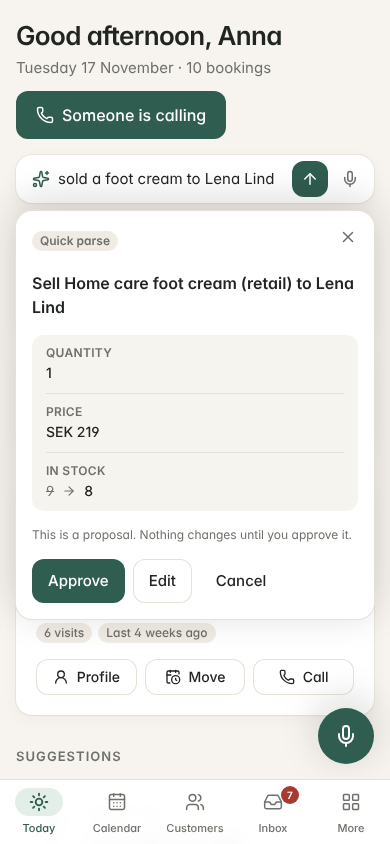 Good afternoon, Anna
Tuesday 17 November · 10 bookings
Someone is calling
sold a foot cream to Lena Lind
Quick parse
Sell Home care foot cream (retail) to Lena
Lind
QUANTITY
1
PRICE
SEK 219
IN STOCK
9 → 8
This is a proposal. Nothing changes until you approve it.
Approve Edit Cancel
6 visits Last 4 weeks ago
Profile Move Call
SUGGESTIONS
7
Today Calendar Customers Inbox More